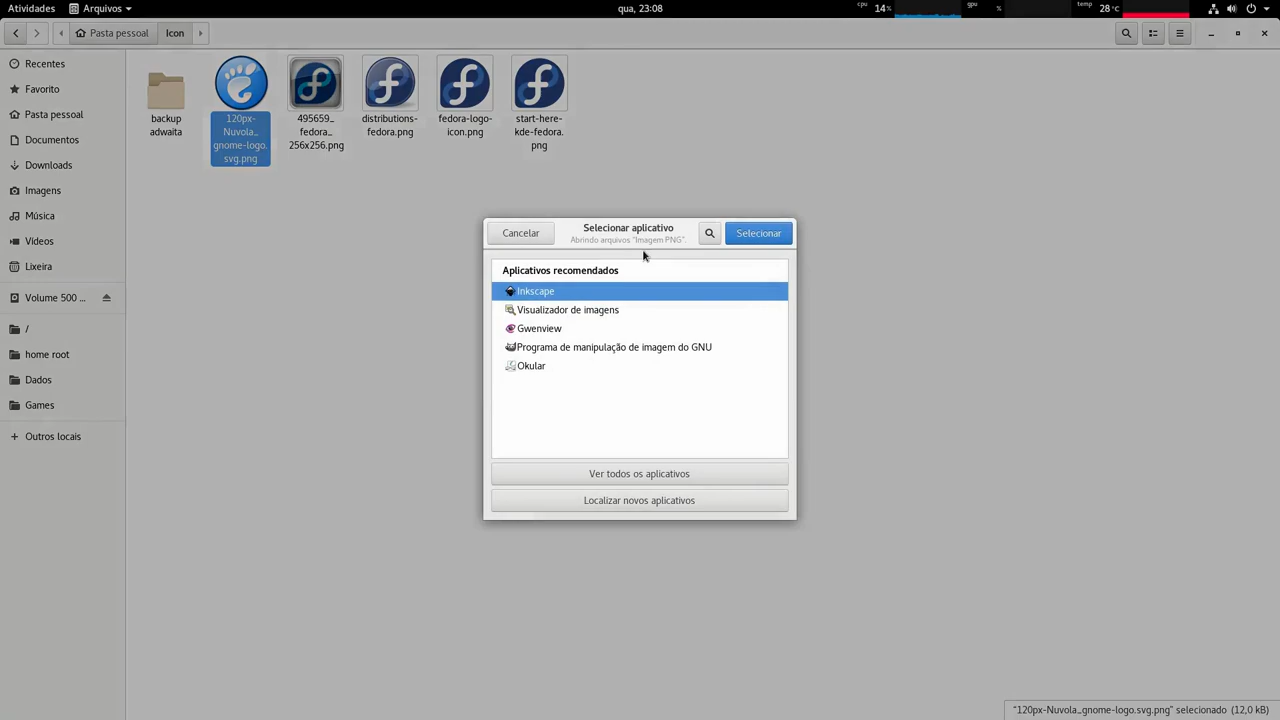 Atividades
Arquivos
qua, 23:08
cpu
14%
gpu
%
temp
28°C
Pasta pessoal
Icon
Recentes
Favorito
Pasta pessoal
Documentos
Downloads
Imagens
Música
Vídeos
Lixeira
Volume 500 ...
/
home root
Dados
Games
Outros locais
backup
adwaita
120px-
Nuvola_
gnome-logo.
svg.png
495659_
fedora_
256x256.png
distributions-
fedora.png
fedora-logo-
icon.png
start-here-
kde-fedora.
png
Cancelar
Selecionar aplicativo
Abrindo arquivos "Imagem PNG".
Selecionar
Aplicativos recomendados
Inkscape
Visualizador de imagens
Gwenview
Programa de manipulação de imagem do GNU
Okular
Ver todos os aplicativos
Localizar novos aplicativos
"120px-Nuvola_gnome-logo.svg.png" selecionado (12,0 kB)